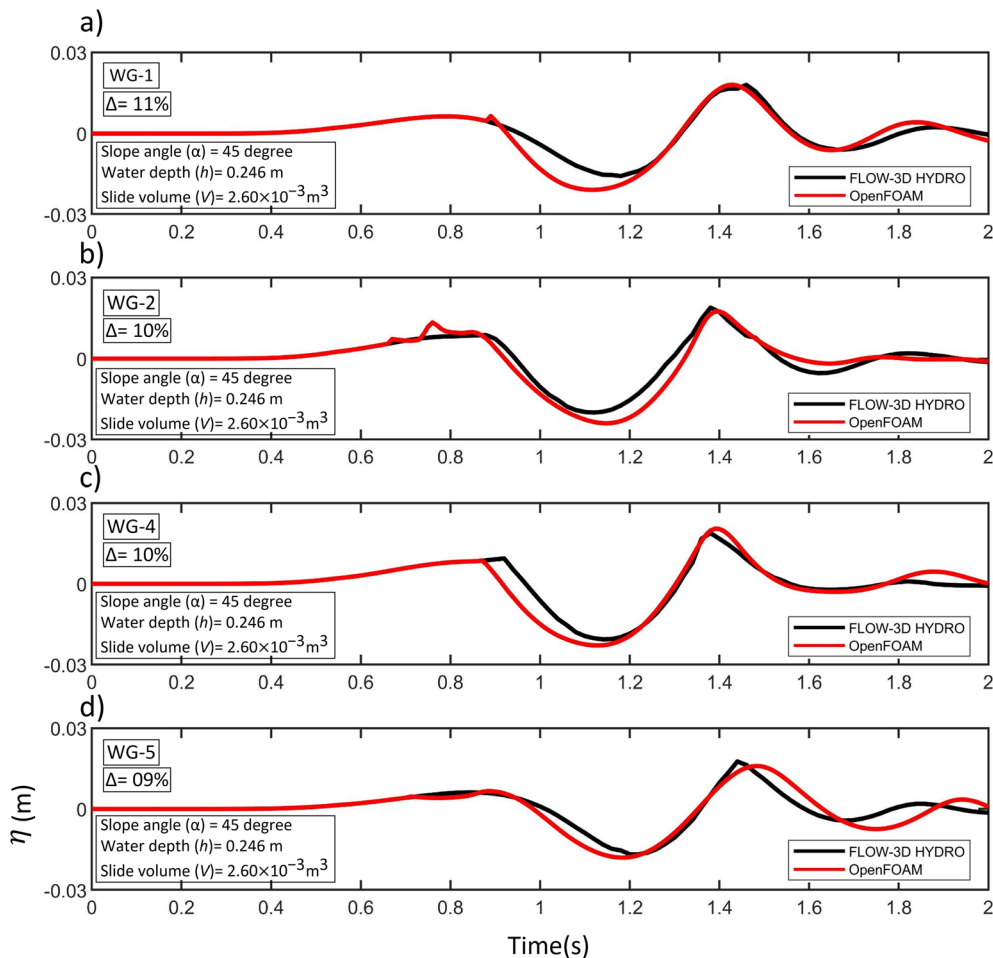 a)
0.03
WG-1
Δ= 11%
0
Slope angle (α) = 45 degree
Water depth (h)= 0.246 m
Slide volume (V)= 2.60×10⁻³m³
FLOW-3D HYDRO
OpenFOAM
-0.03
0 0.2 0.4 0.6 0.8 1 1.2 1.4 1.6 1.8 2
b)
0.03
WG-2
Δ= 10%
0
Slope angle (α) = 45 degree
Water depth (h)= 0.246 m
Slide volume (V)= 2.60×10⁻³m³
FLOW-3D HYDRO
OpenFOAM
-0.03
0 0.2 0.4 0.6 0.8 1 1.2 1.4 1.6 1.8 2
c)
0.03
WG-4
Δ= 10%
0
Slope angle (α) = 45 degree
Water depth (h)= 0.246 m
Slide volume (V)= 2.60×10⁻³m³
FLOW-3D HYDRO
OpenFOAM
-0.03
0 0.2 0.4 0.6 0.8 1 1.2 1.4 1.6 1.8 2
d)
0.03
WG-5
Δ= 09%
0
η (m)
Slope angle (α) = 45 degree
Water depth (h)= 0.246 m
Slide volume (V)= 2.60×10⁻³m³
FLOW-3D HYDRO
OpenFOAM
-0.03
0 0.2 0.4 0.6 0.8 1 1.2 1.4 1.6 1.8 2
Time(s)